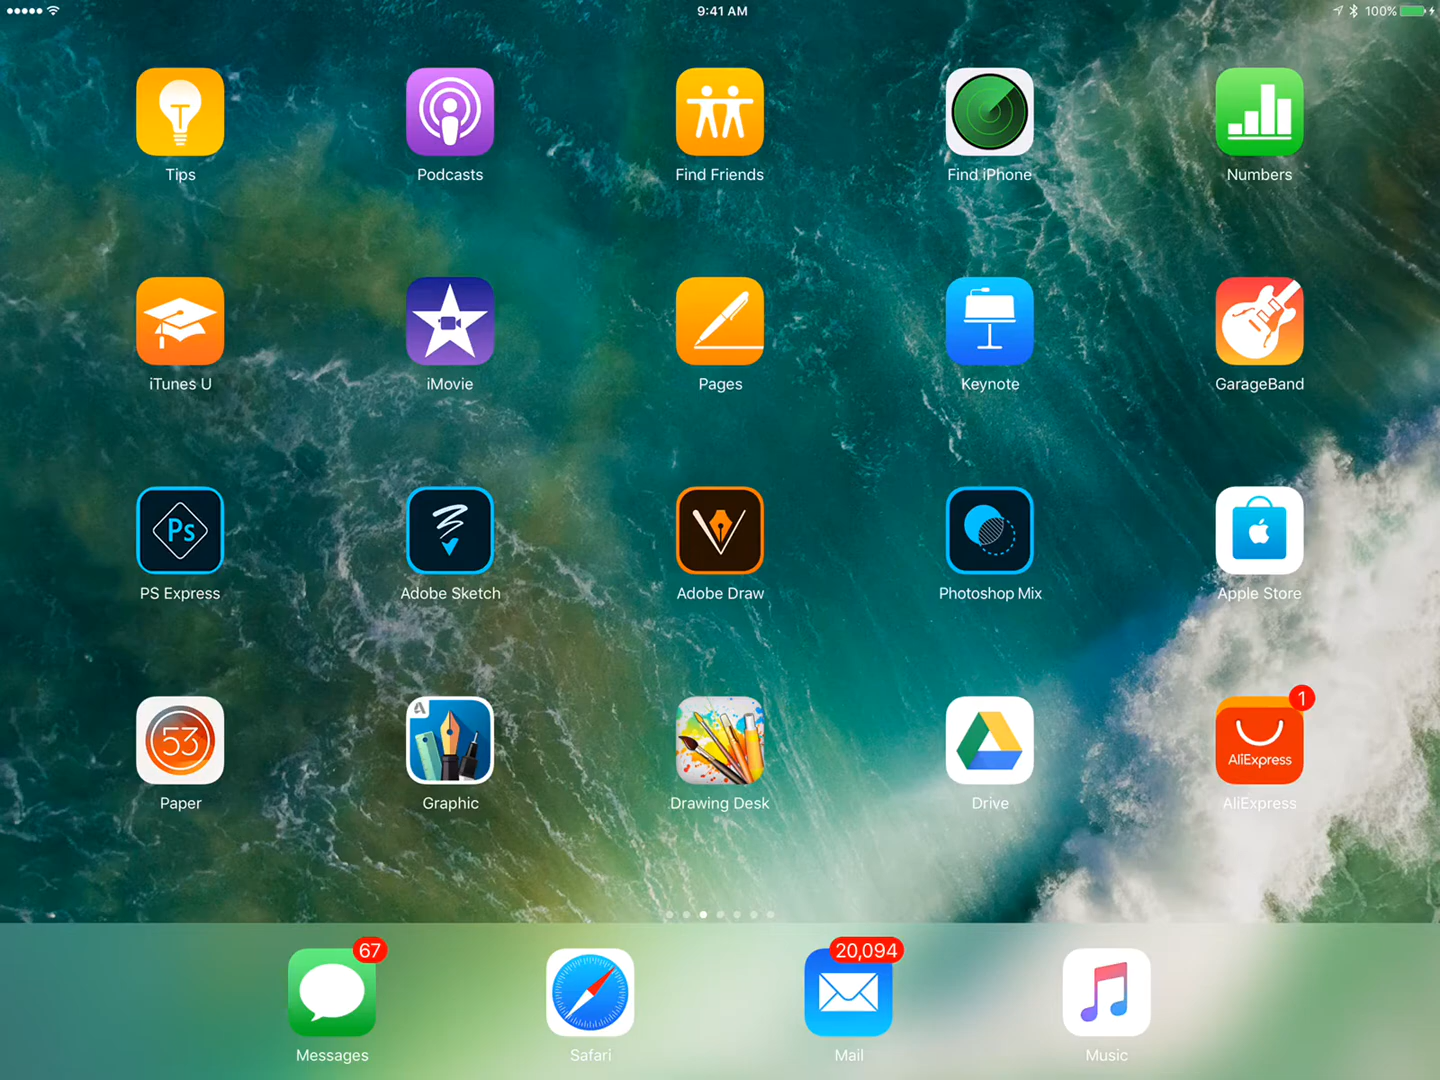 9:41 AM 100%
Tips Podcasts Find Friends Find iPhone Numbers
iTunes U iMovie Pages Keynote GarageBand
Ps
PS Express Adobe Sketch Adobe Draw Photoshop Mix Apple Store
1
53 AliExpress
Paper Graphic Drawing Desk Drive AliExpress
67 20,094
Messages Safari Mail Music